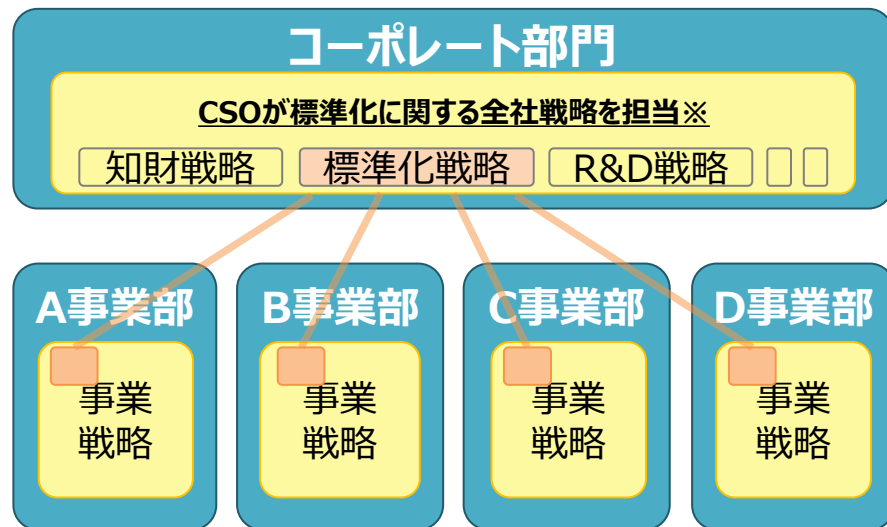 コーポレート部門
CSOが標準化に関する全社戦略を担当※
知財戦略
標準化戦略
R&D戦略
A事業部
B事業部
C事業部
D事業部
事業
戦略
事業
戦略
事業
戦略
事業
戦略